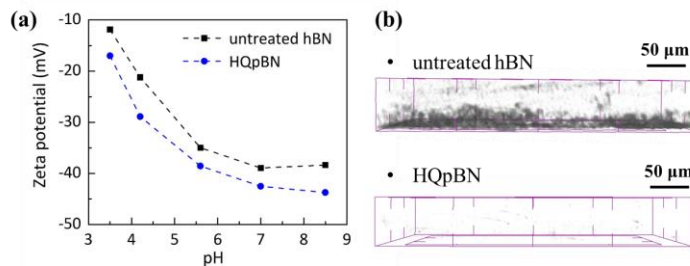 (a)
-10
-20
-30
-40
-50
Zeta potential (mV)
untreated hBN
HQpBN
3 4 5 6 7 8 9
pH
(b)
50 μm
• untreated hBN
50 μm
• HQpBN